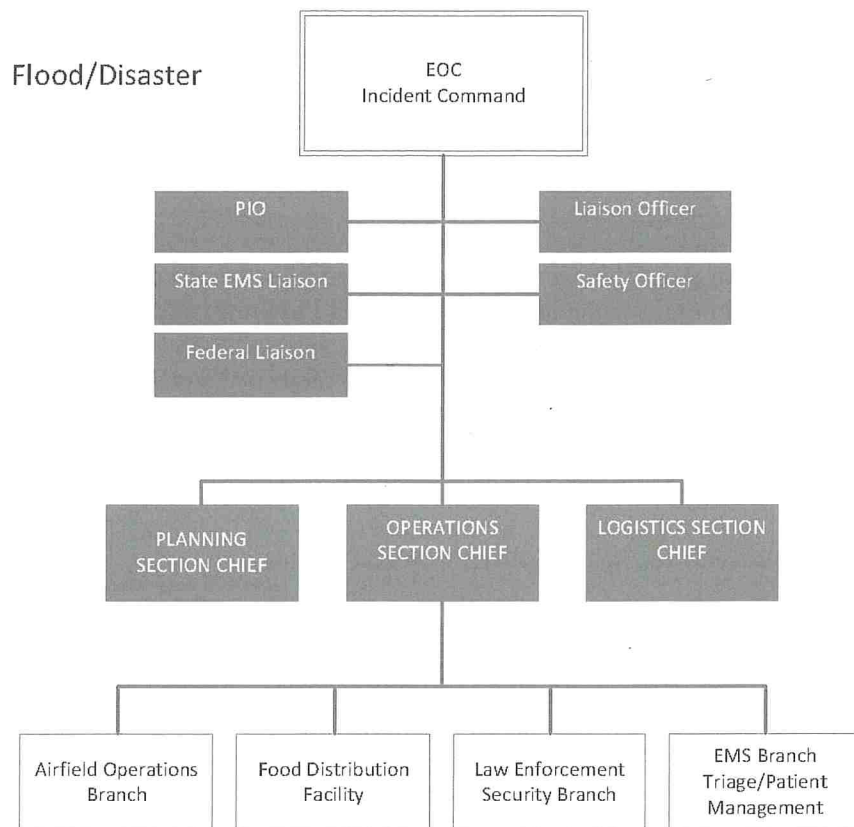 Flood/Disaster
EOC
Incident Command
PIO
Liaison Officer
State EMS Liaison
Safety Officer
Federal Liaison
PLANNING
SECTION CHIEF
OPERATIONS
SECTION CHIEF
LOGISTICS SECTION
CHIEF
Airfield Operations
Branch
Food Distribution
Facility
Law Enforcement
Security Branch
EMS Branch
Triage/Patient
Management